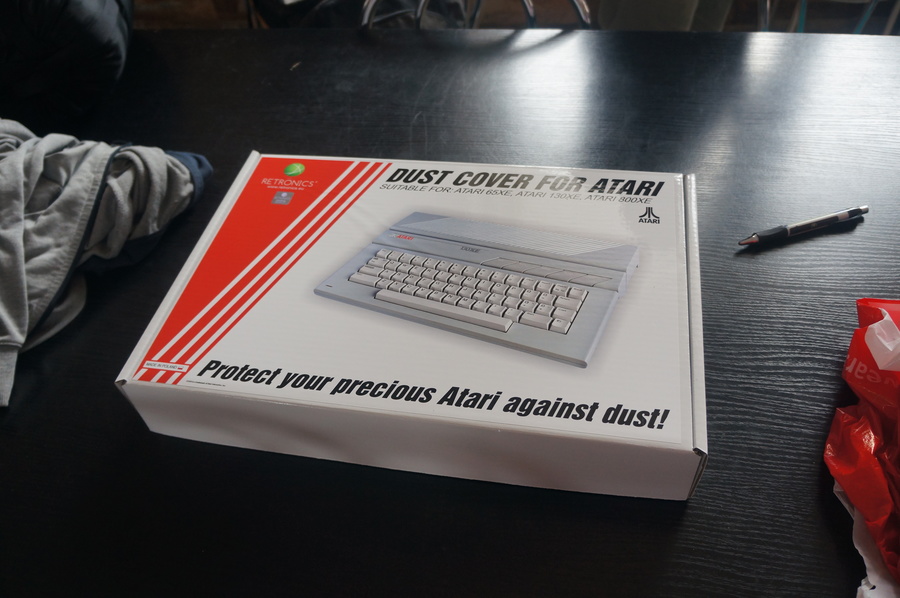 RETRONICS™
DUST COVER FOR ATARI
SUITABLE FOR: ATARI 65XE, ATARI 130XE, ATARI 800XE
ATARI
Protect your precious Atari against dust!